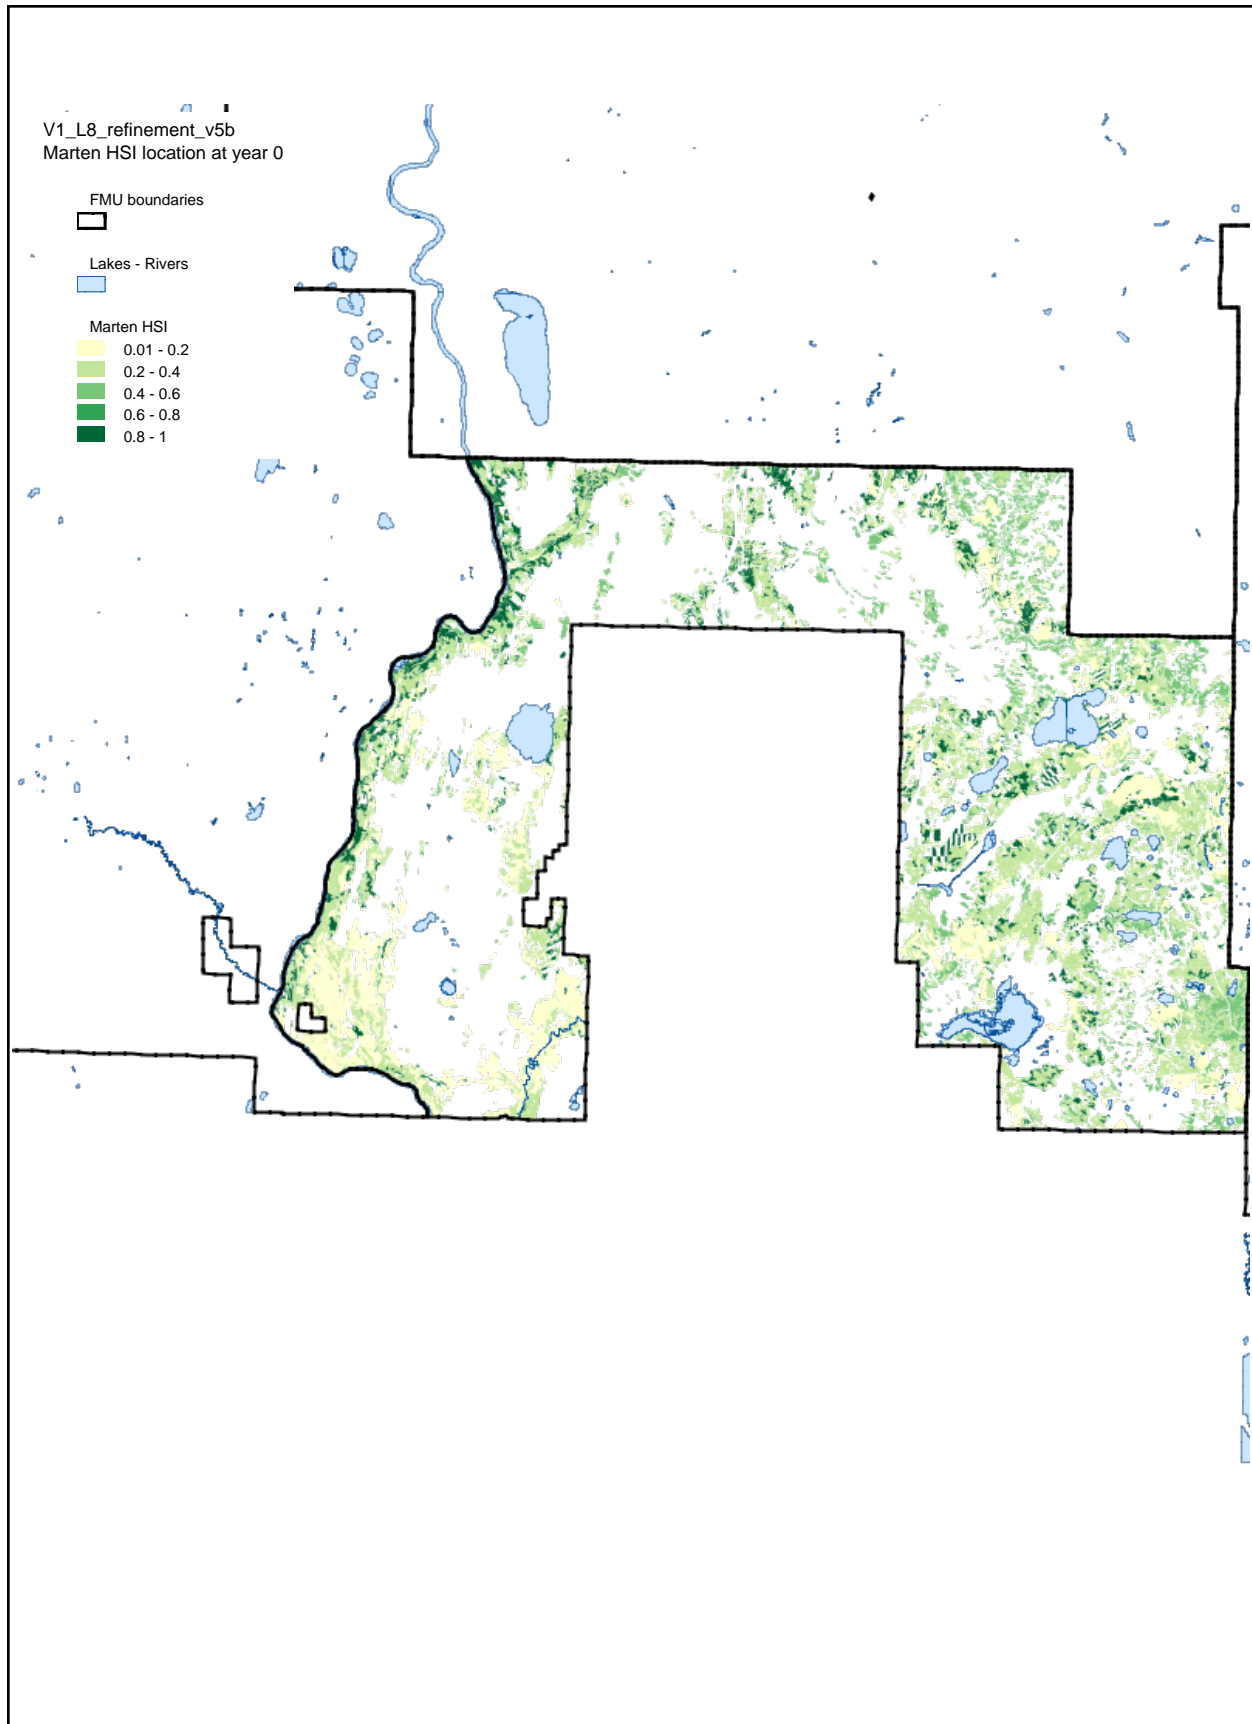 V1_L8_refinement_v5b
Marten HSI location at year 0
FMU boundaries
Lakes - Rivers
Marten HSI
0.01 - 0.2
0.2 - 0.4
0.4 - 0.6
0.6 - 0.8
0.8 - 1